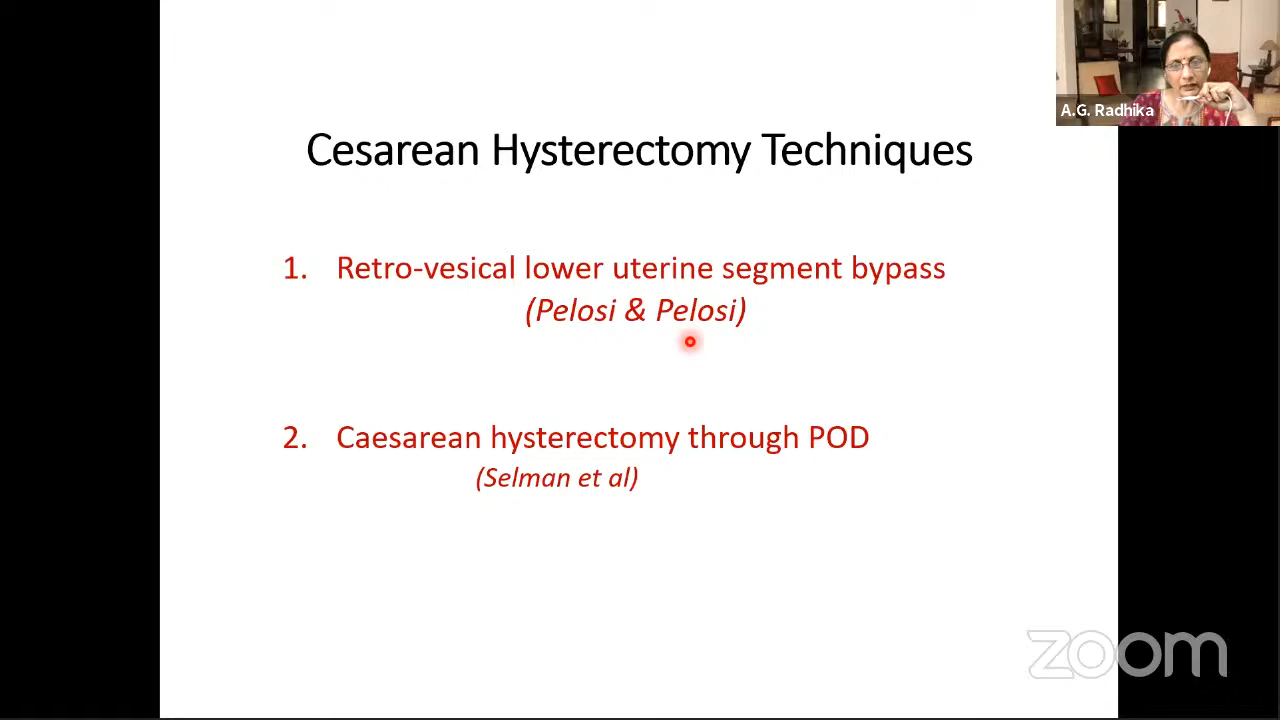 A.G. Radhika
Cesarean Hysterectomy Techniques
1. Retro-vesical lower uterine segment bypass
(Pelosi & Pelosi)
2. Caesarean hysterectomy through POD
(Selman et al)
zoom